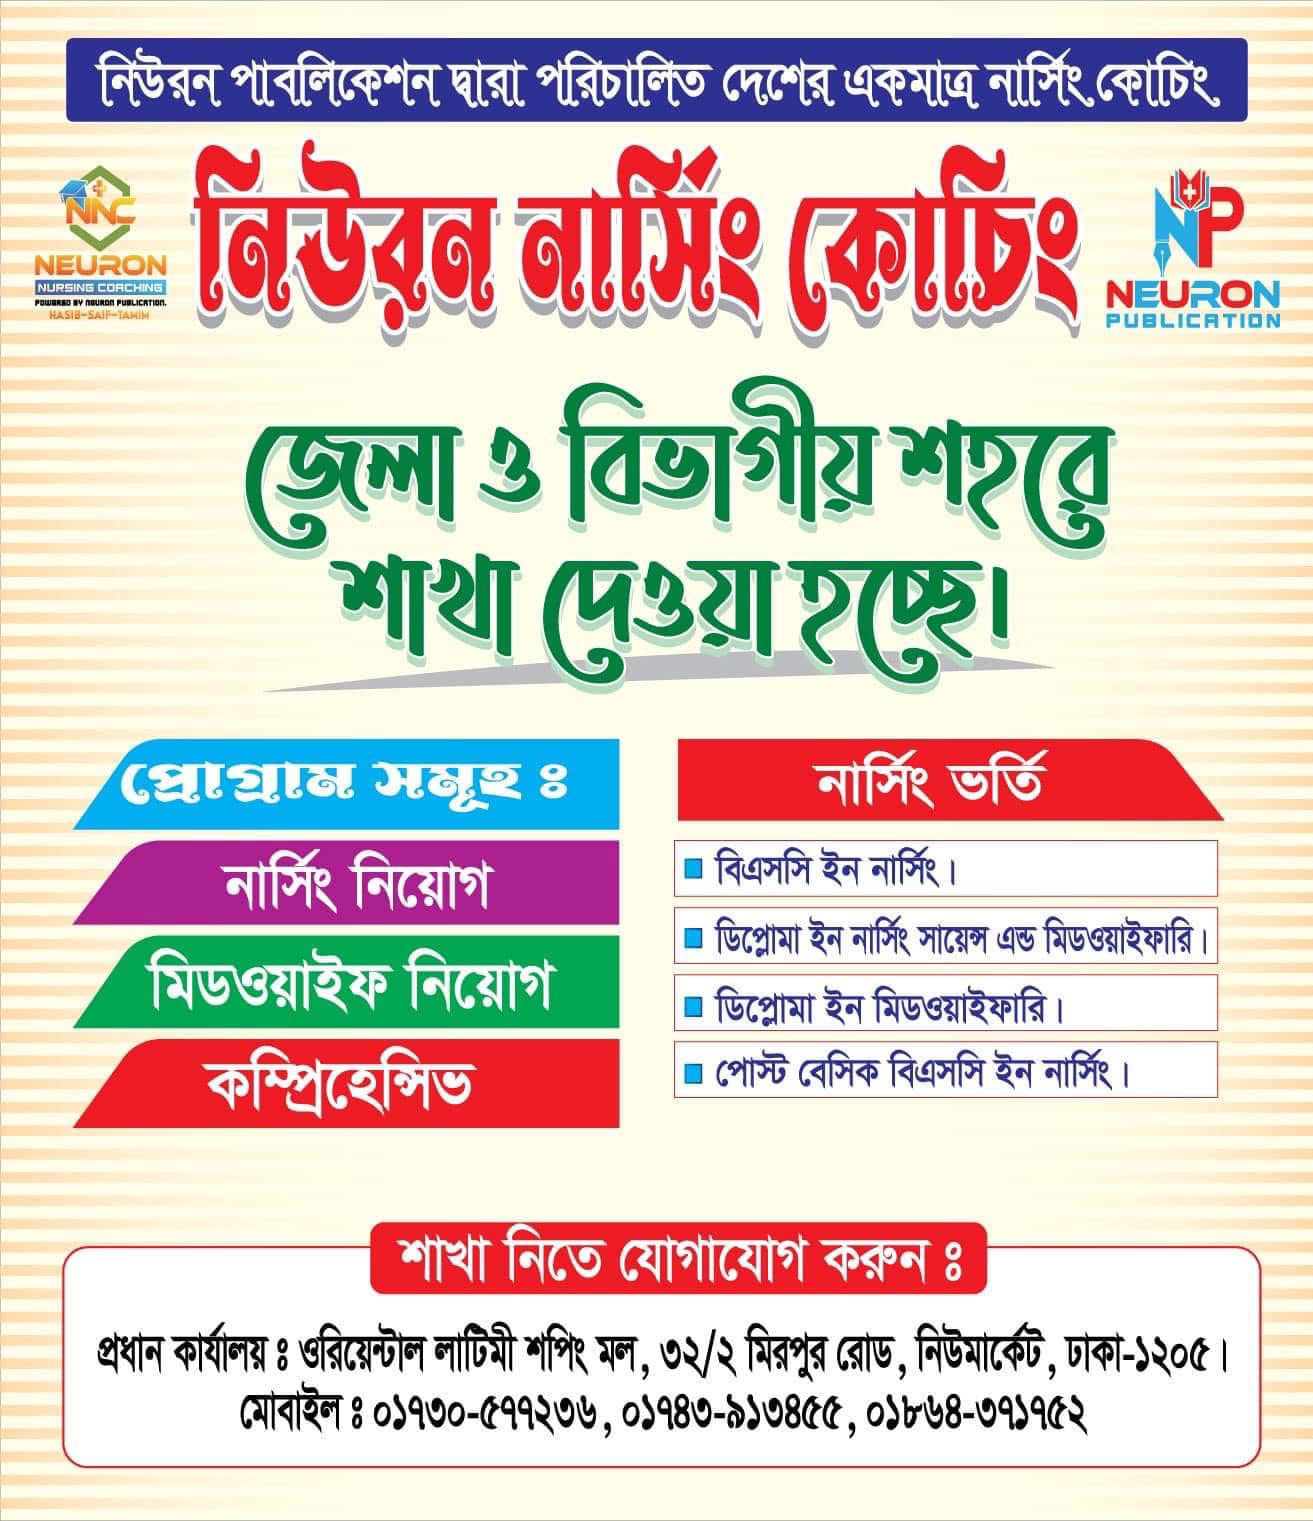 নিউরন পাবলিকেশন দ্বারা পরিচালিত দেশের একমাত্র নার্সিং কোচিং
NNC
NEURON
NURSING COACHING
POWERED BY NEURON PUBLICATION.
HASIB-SAIF-TAMIM
নিউরন নার্সিং কোচিং
NP
NEURON
PUBLICATION
জেলা ও বিভাগীয় শহরে
শাখা দেওয়া হচ্ছে।
প্রোগ্রাম সমূহ ঃ
নার্সিং নিয়োগ
মিডওয়াইফ নিয়োগ
কম্প্রিহেন্সিভ
নার্সিং ভর্তি
বিএসসি ইন নার্সিং।
ডিপ্লোমা ইন নার্সিং সায়েন্স এন্ড মিডওয়াইফারি।
ডিপ্লোমা ইন মিডওয়াইফারি।
পোস্ট বেসিক বিএসসি ইন নার্সিং।
শাখা নিতে যোগাযোগ করুন ঃ
প্রধান কার্যালয় ঃ ওরিয়েন্টাল লাটিমী শপিং মল, ৩২/২ মিরপুর রোড, নিউমার্কেট, ঢাকা-১২০৫।
মোবাইল ঃ ০১৭৩০-৫৭৭২৩৬, ০১৭৪৩-৯১৩৪৫৫, ০১৮৬৪-৩৭১৭৫২